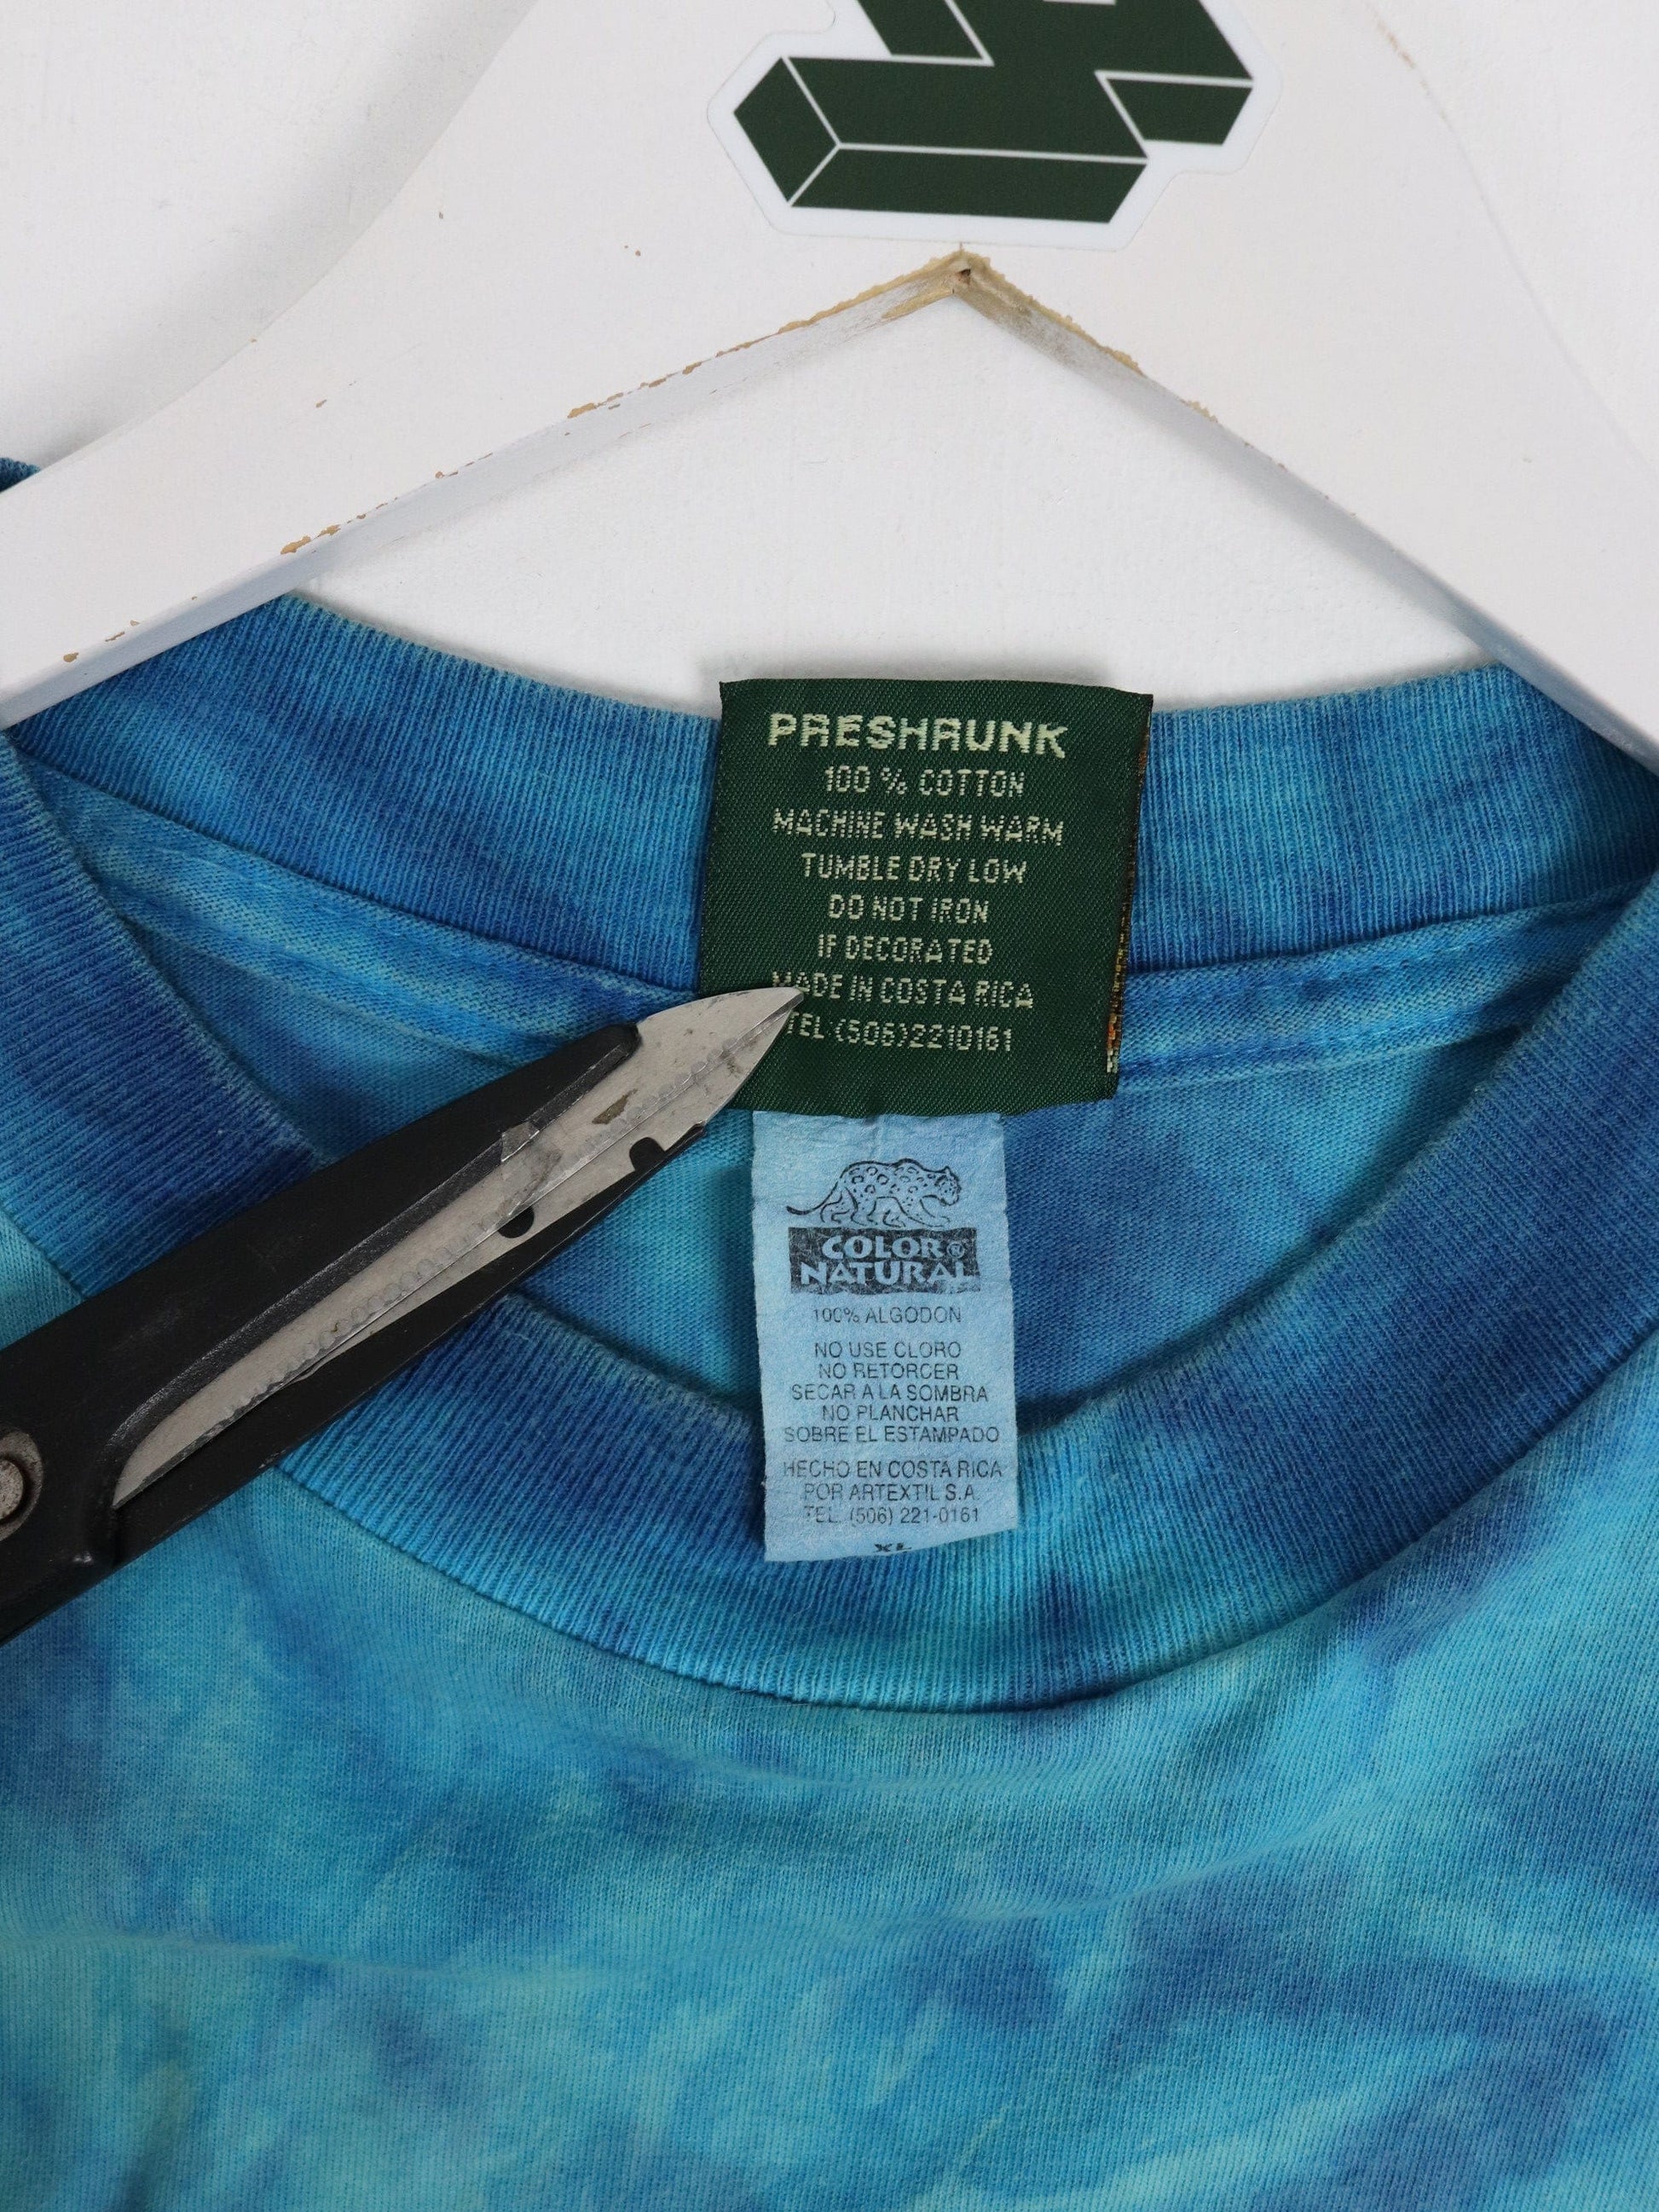 PRESHRUNK
100 % COTTON
MACHINE WASH WARM
TUMBLE DRY LOW
DO NOT IRON
IF DECORATED
MADE IN COSTA RICA
TEL (506)2210161
COLOR®
NATURAL
100% ALGODON
NO USE CLORO
NO RETORCER
SECAR A LA SOMBRA
NO PLANCHAR
SOBRE EL ESTAMPADO
HECHO EN COSTA RICA
POR ARTEXTIL S.A.
TEL. (506) 221-0161
XL